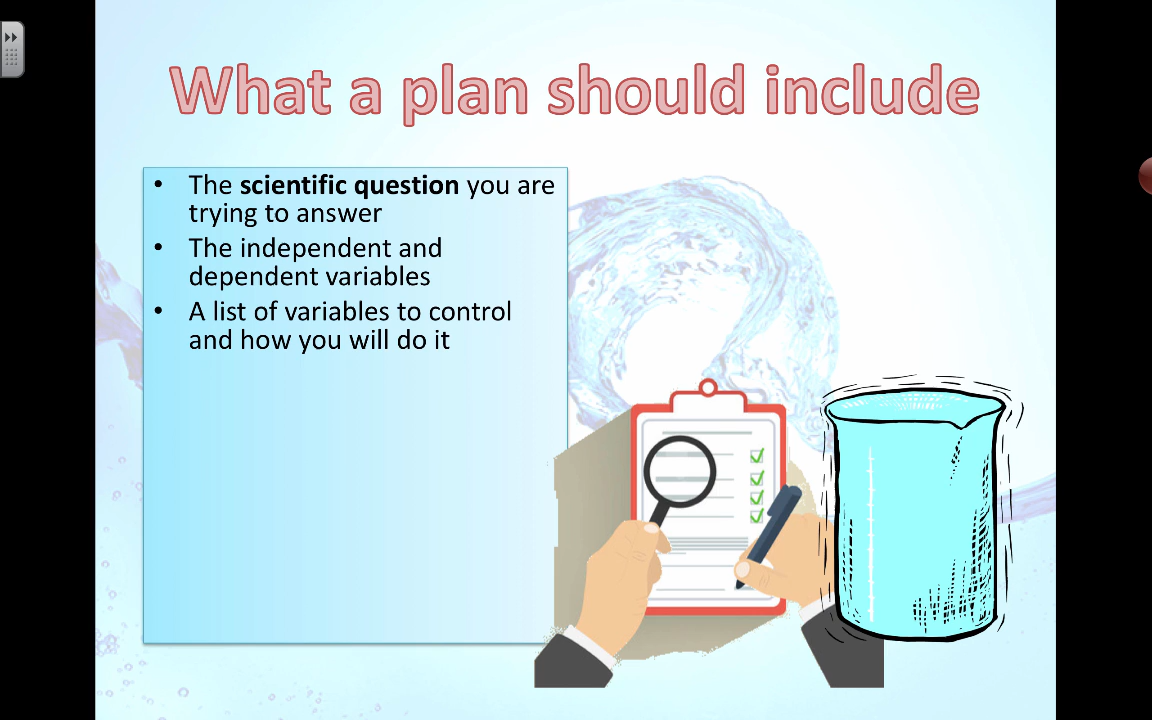 What a plan should include
• The scientific question you are
trying to answer
• The independent and
dependent variables
• A list of variables to control
and how you will do it